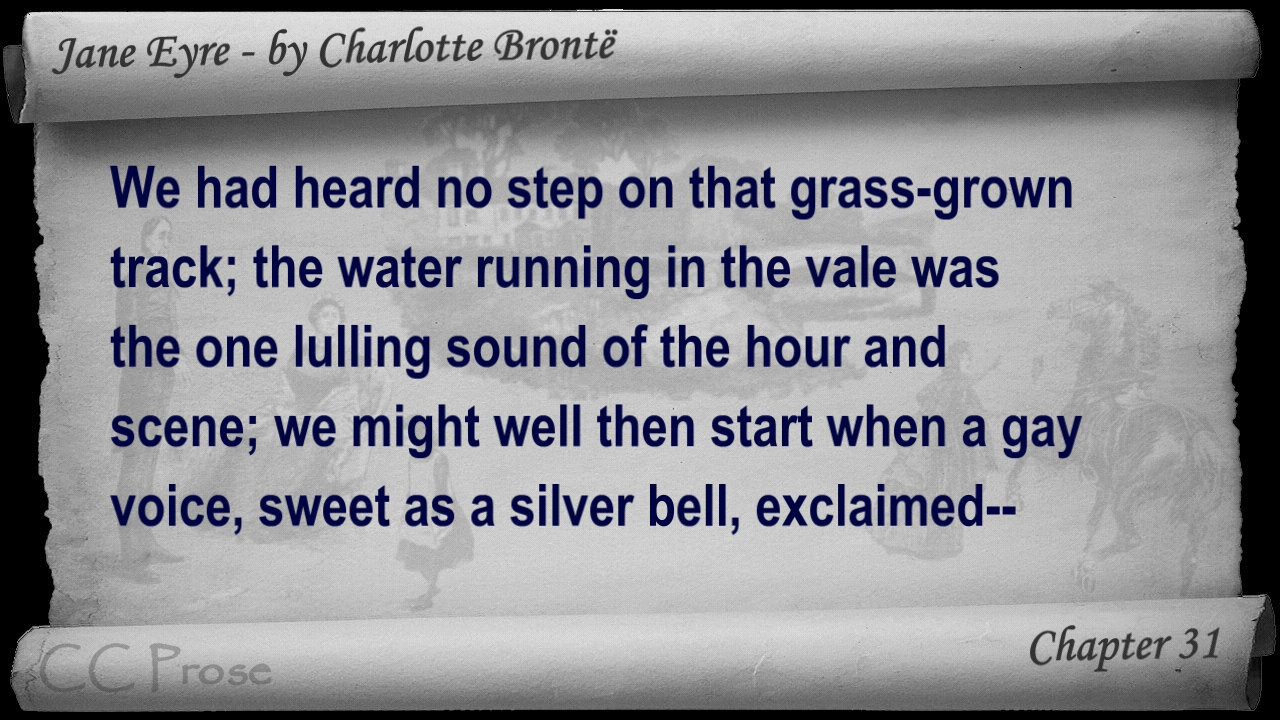 Jane Eyre - by Charlotte Brontë
We had heard no step on that grass-grown
track; the water running in the vale was
the one lulling sound of the hour and
scene; we might well then start when a gay
voice, sweet as a silver bell, exclaimed--
Chapter 31
CC Prose